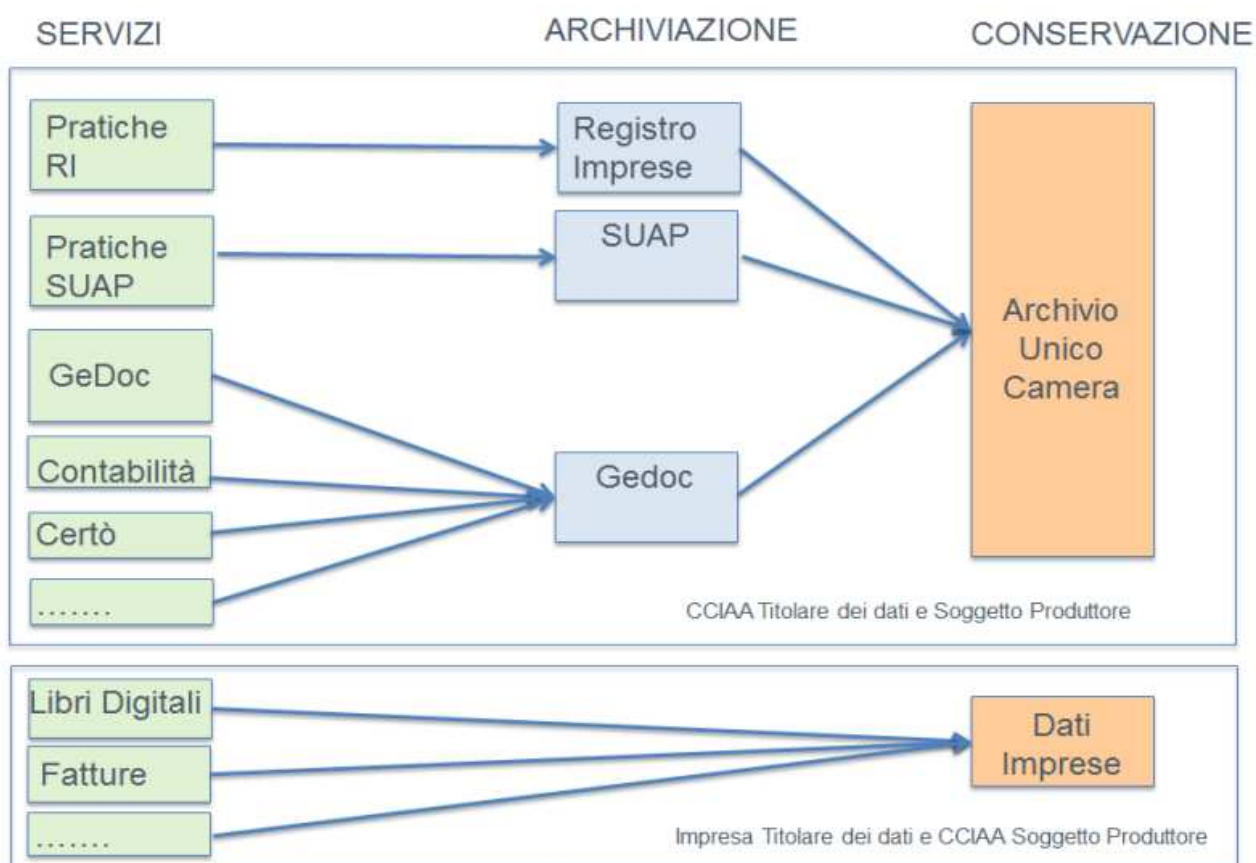 SERVIZI
ARCHIVIAZIONE
CONSERVAZIONE
Pratiche
RI
Registro
Imprese
Pratiche
SUAP
SUAP
GeDoc
Archivio
Unico
Camera
Contabilità
Gedoc
Certò
.......
CCIAA Titolare dei dati e Soggetto Produttore
Libri Digitali
Fatture
.......
Dati
Imprese
Impresa Titolare dei dati e CCIAA Soggetto Produttore